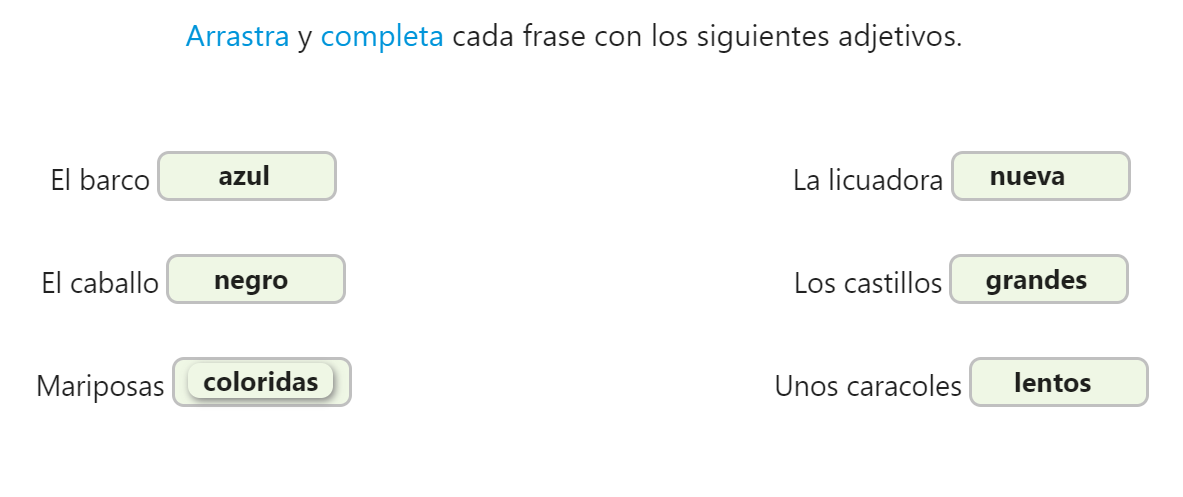 Arrastra y completa cada frase con los siguientes adjetivos.
El barco azul
La licuadora nueva
El caballo negro
Los castillos grandes
Mariposas coloridas
Unos caracoles lentos